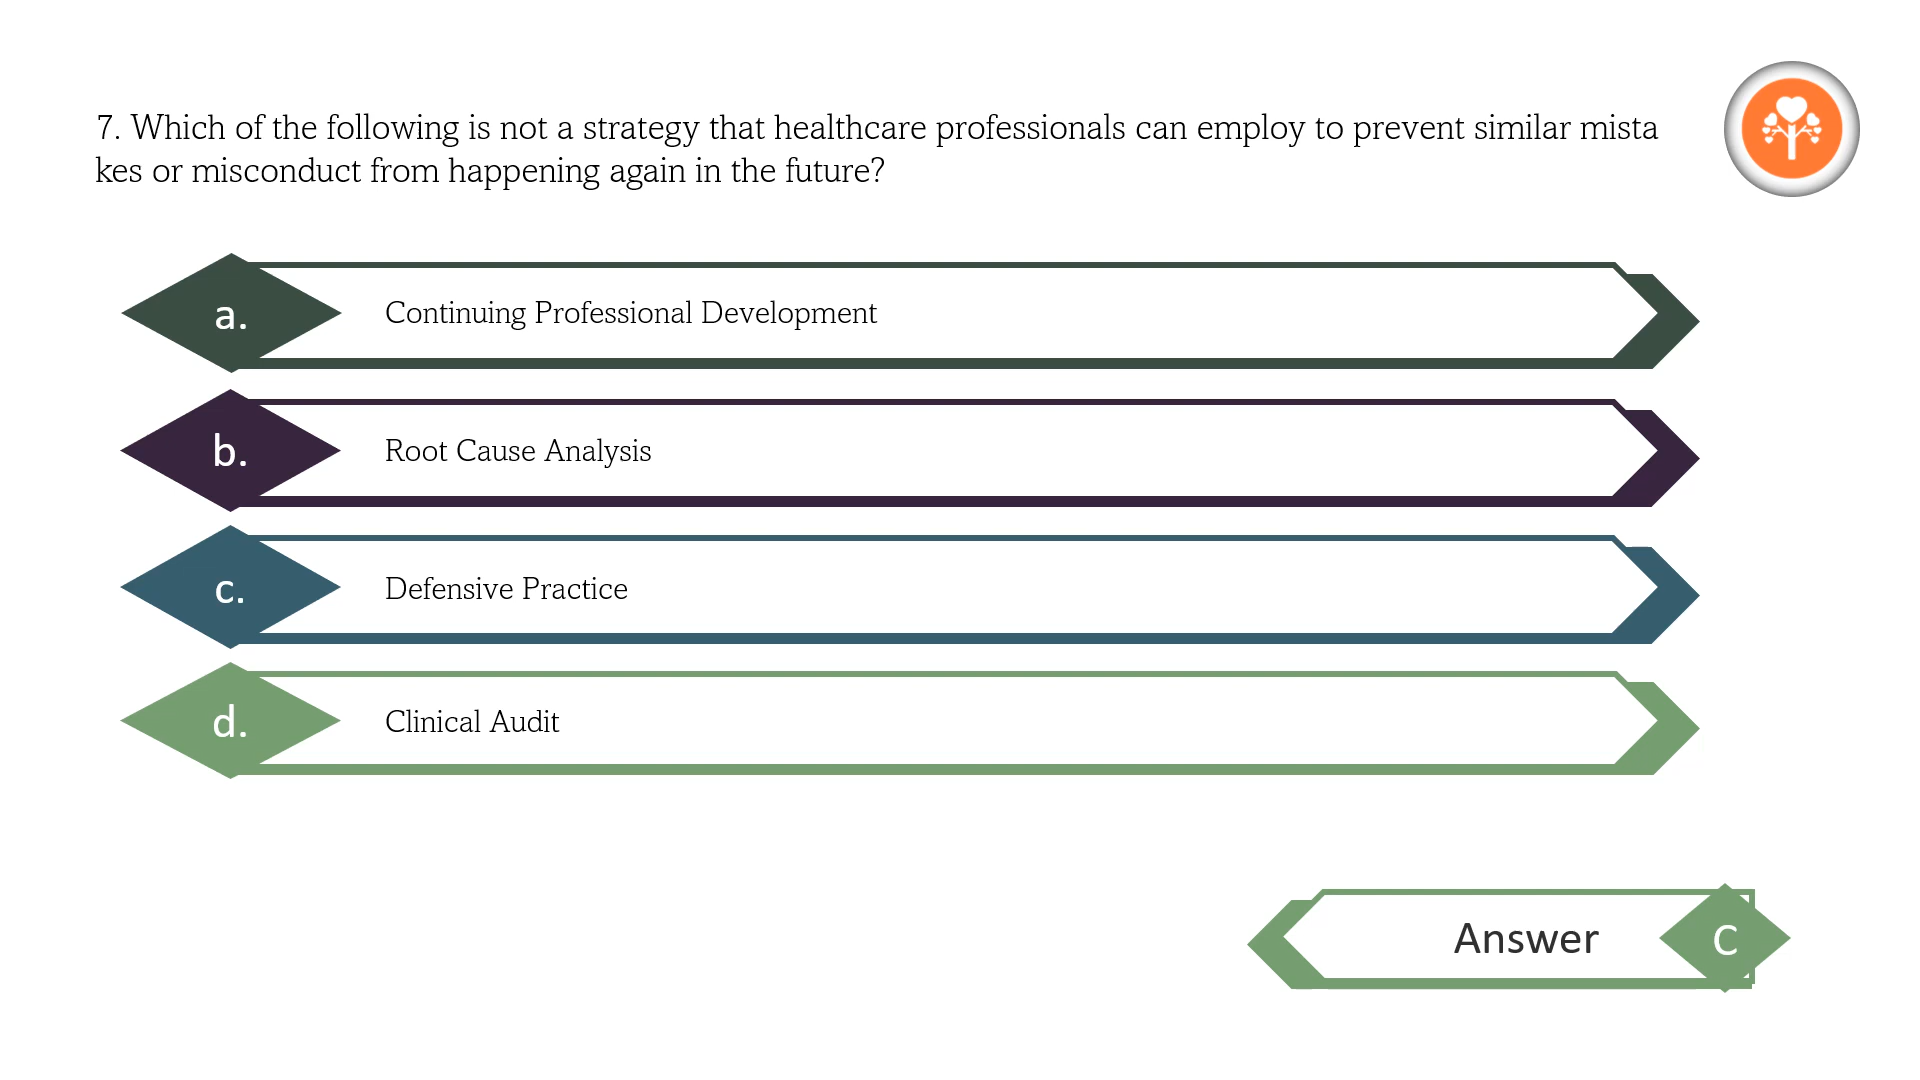 7. Which of the following is not a strategy that healthcare professionals can employ to prevent similar mista
kes or misconduct from happening again in the future?
a.
Continuing Professional Development
b.
Root Cause Analysis
c.
Defensive Practice
d.
Clinical Audit
Answer
C